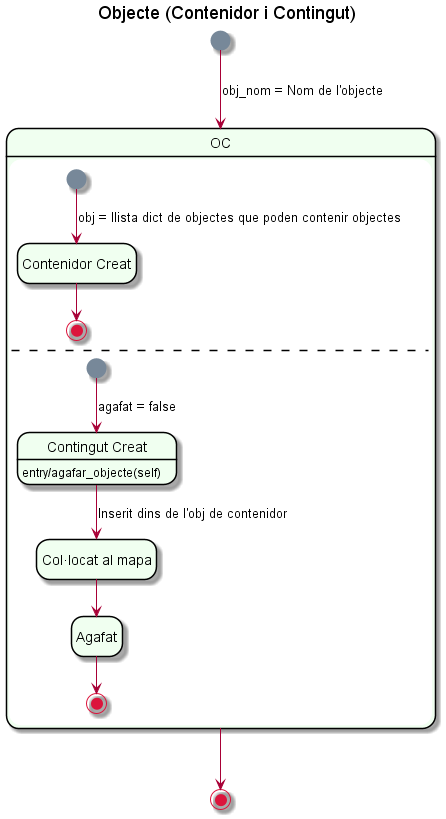 Objecte (Contenidor i Contingut)
obj_nom = Nom de l'objecte
OC
obj = llista dict de objectes que poden contenir objectes
Contenidor Creat
agafat = false
Contingut Creat
entry/agafar_objecte(self)
Inserit dins de l'obj de contenidor
Col·locat al mapa
Agafat